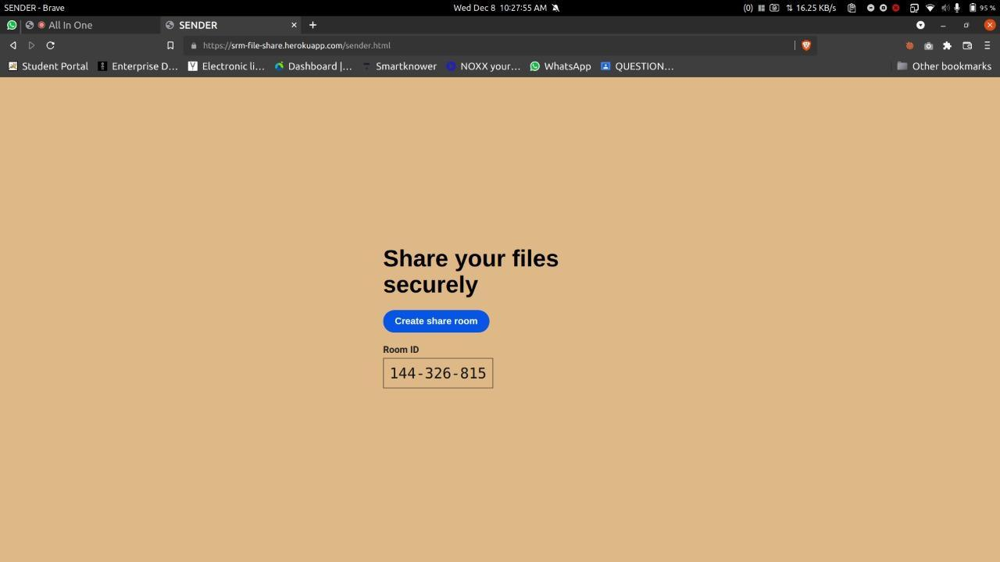 SENDER - Brave
Wed Dec 8 10:27:55 AM
(0)
16.25 KB/s
95 %
All In One
SENDER
https://srm-file-share.herokuapp.com/sender.html
Student Portal
Enterprise D...
Electronic li...
Dashboard |...
Smartknower
NOXX your...
WhatsApp
QUESTION...
Other bookmarks
Share your files
securely
Create share room
Room ID
144-326-815